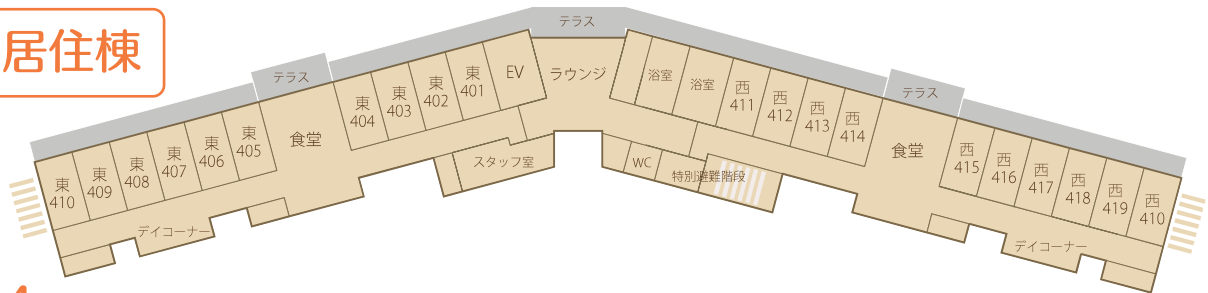 居住棟
テラス
テラス
テラス
東
410
東
409
東
408
東
407
東
406
東
405
食堂
東
404
東
403
東
402
東
401
EV
ラウンジ
浴室
浴室
西
411
西
412
西
413
西
414
食堂
西
415
西
416
西
417
西
418
西
419
西
410
スタッフ室
WC
特別避難階段
デイコーナー
デイコーナー